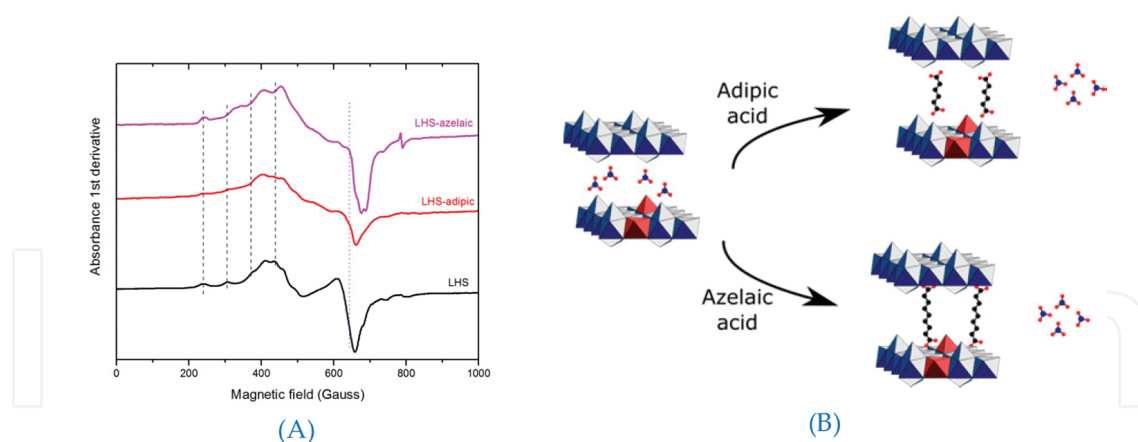 Absorbance 1st derivative
LHS-azelaic
LHS-adipic
LHS
0 200 400 600 800 1000
Magnetic field (Gauss)
(A)
Adipic
acid
Azelaic
acid
(B)